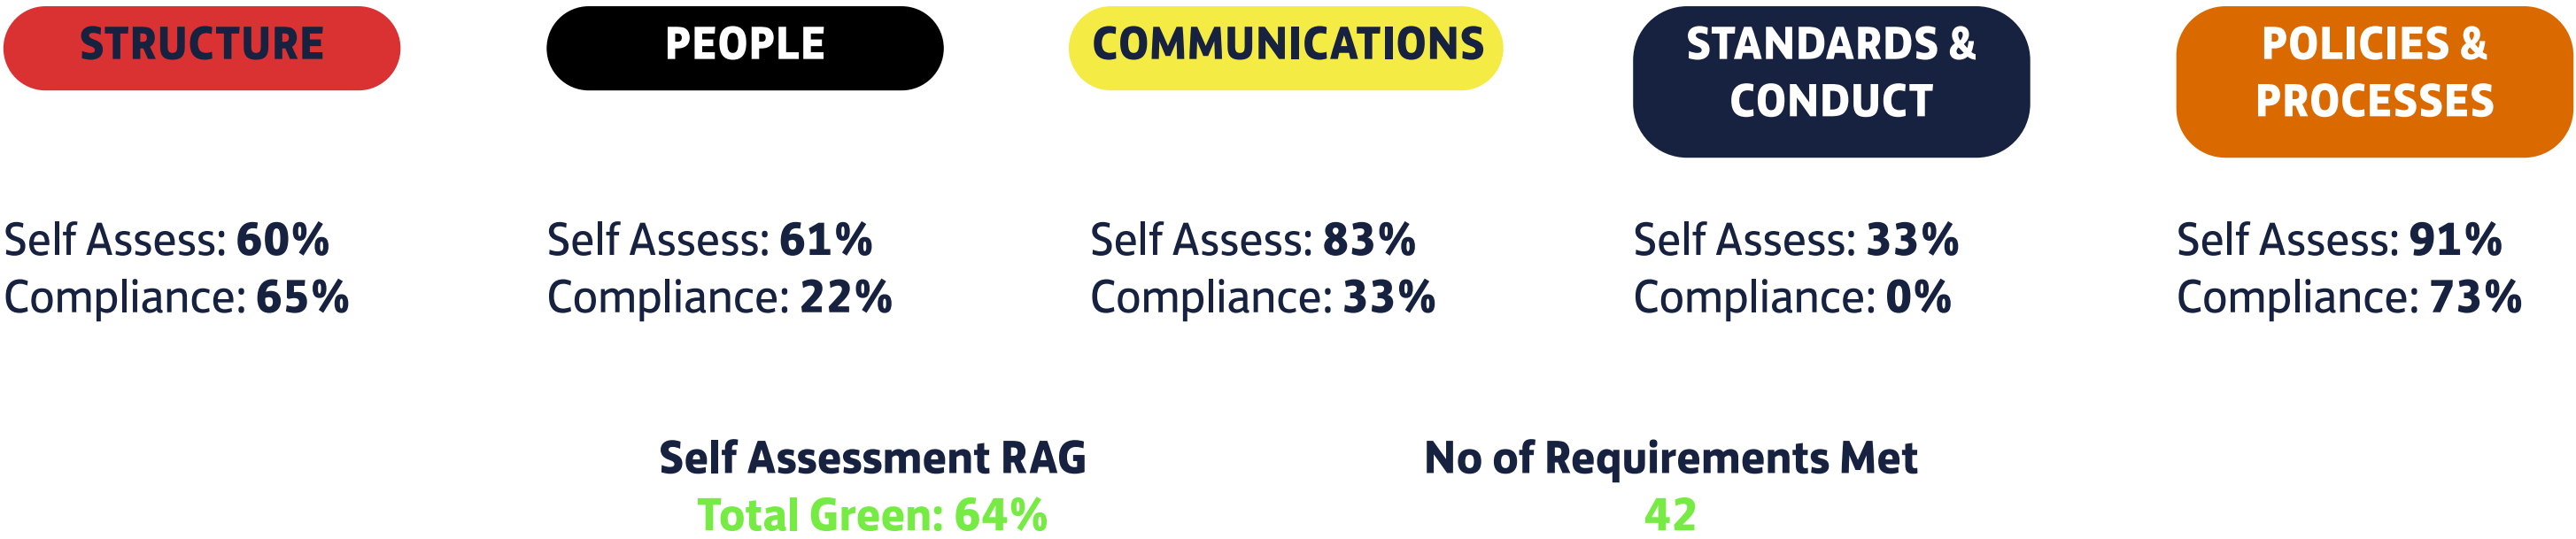 STRUCTURE
PEOPLE
COMMUNICATIONS
STANDARDS &
CONDUCT
POLICIES &
PROCESSES
Self Assess: 60%
Compliance: 65%
Self Assess: 61%
Compliance: 22%
Self Assess: 83%
Compliance: 33%
Self Assess: 33%
Compliance: 0%
Self Assess: 91%
Compliance: 73%
Self Assessment RAG
Total Green: 64%
No of Requirements Met
42